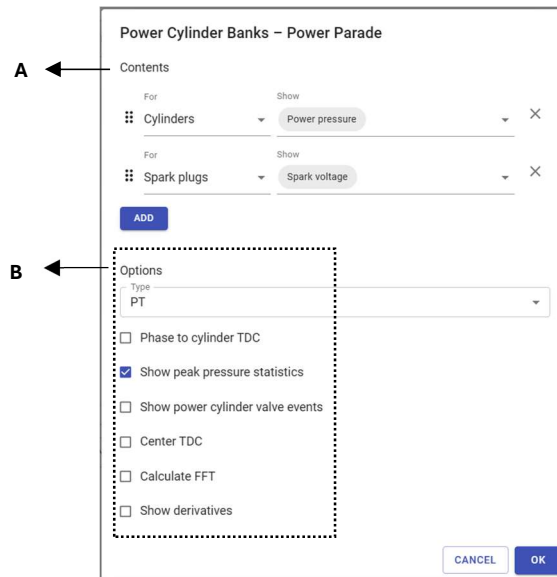 Power Cylinder Banks – Power Parade
A
Contents
For Show
Cylinders Power pressure
For Show
Spark plugs Spark voltage
ADD
B
Options
Type
PT
Phase to cylinder TDC
Show peak pressure statistics
Show power cylinder valve events
Center TDC
Calculate FFT
Show derivatives
CANCEL OK